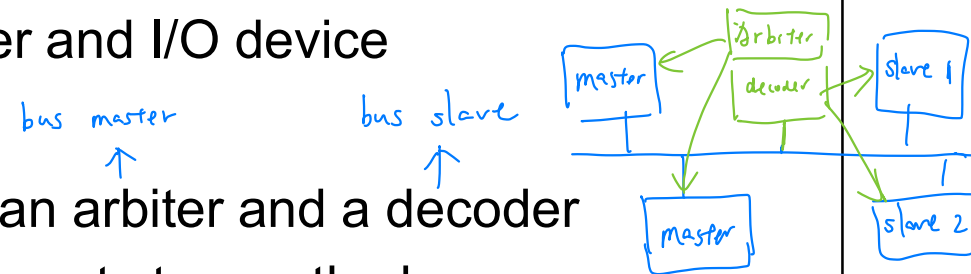 er and I/O device
bus master
bus slave
an arbiter and a decoder
Arbiter
decoder
master
slave 1
master
slave 2